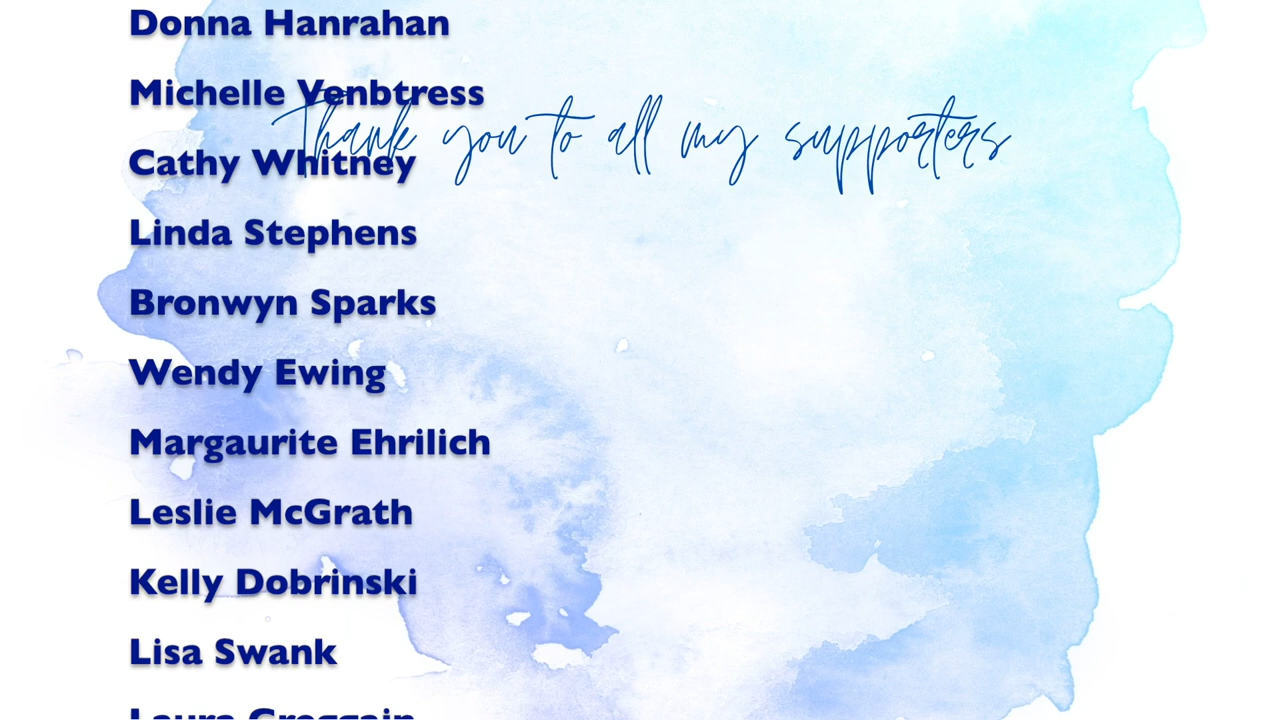 Donna Hanrahan
Michelle Venbtress
Thank you to all my supporters
Cathy Whitney
Linda Stephens
Bronwyn Sparks
Wendy Ewing
Margaurite Ehrilich
Leslie McGrath
Kelly Dobrinski
Lisa Swank
Laura